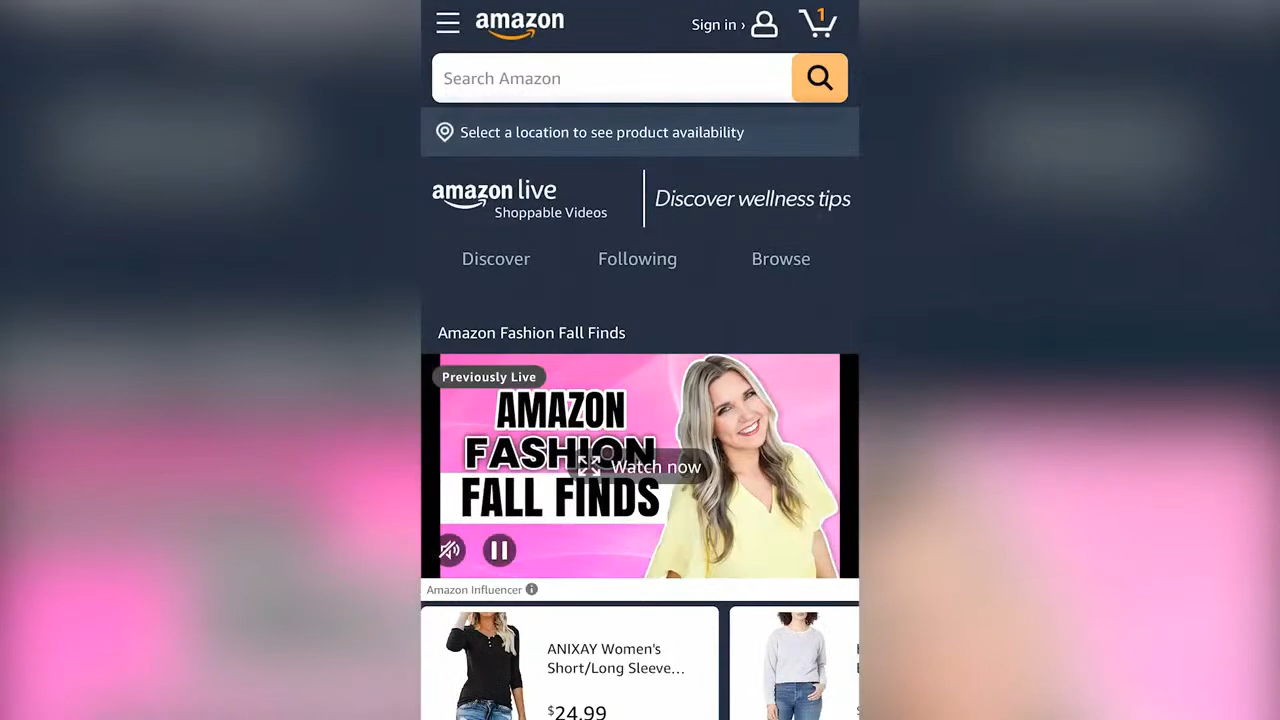 amazon
Sign in ›
1
Search Amazon
Select a location to see product availability
amazon live
Shoppable Videos
Discover wellness tips
Discover
Following
Browse
Amazon Fashion Fall Finds
Previously Live
AMAZON
FASHION
Watch now
FALL FINDS
Amazon Influencer
ANIXAY Women's
Short/Long Sleeve...
$24.99